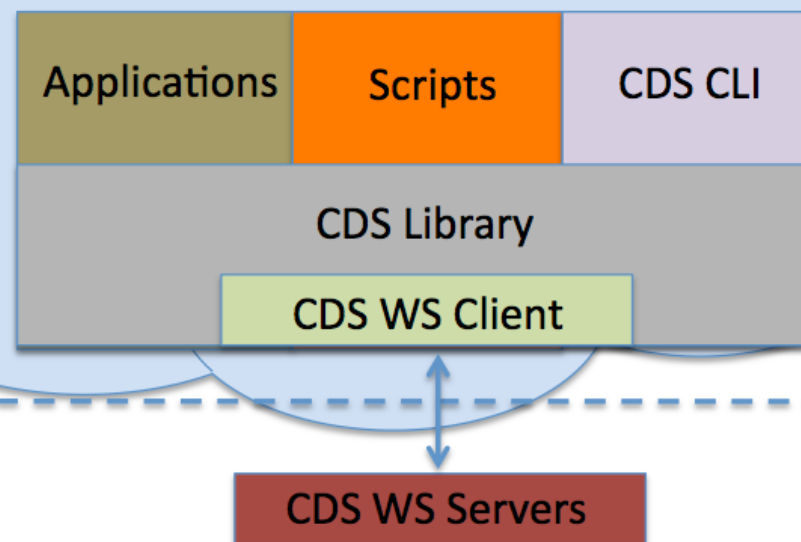 Applications
Scripts
CDS CLI
CDS Library
CDS WS Client
CDS WS Servers